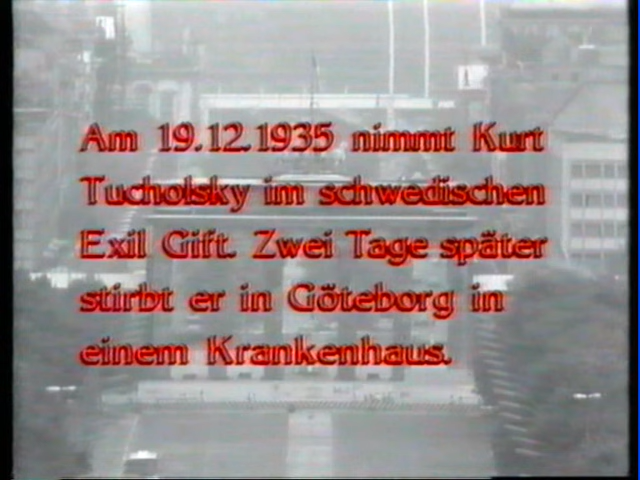 Am 19.12.1935 nimmt Kurt
Tucholsky im schwedischen
Exil Gift. Zwei Tage später
stirbt er in Göteborg in
einem Krankenhaus.